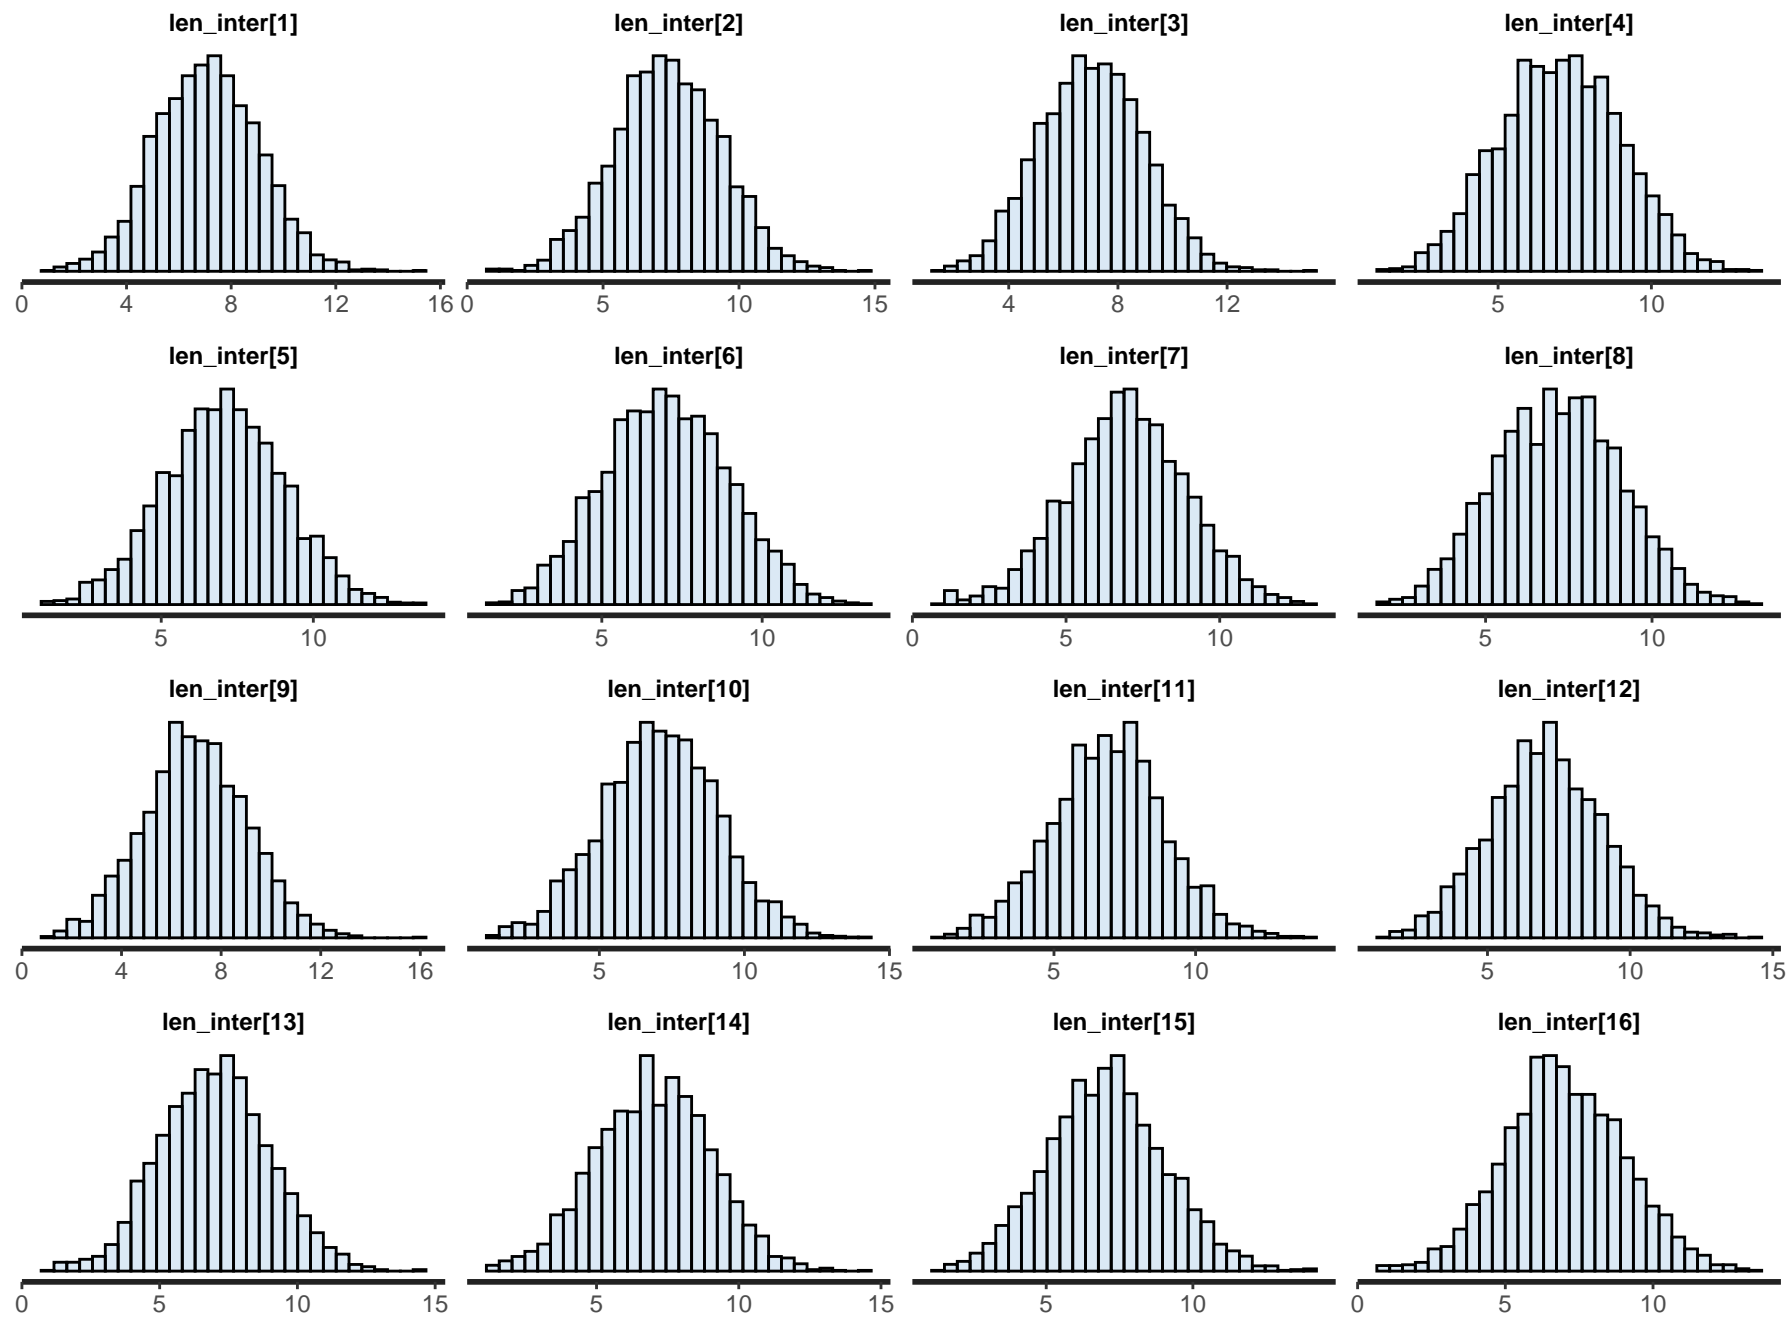 len_inter[1] len_inter[2] len_inter[3] len_inter[4]
0 4 8 12 16 0 5 10 15 4 8 12 5 10
len_inter[5] len_inter[6] len_inter[7] len_inter[8]
5 10 5 10 0 5 10 5 10
len_inter[9] len_inter[10] len_inter[11] len_inter[12]
0 4 8 12 16 5 10 15 5 10 5 10 15
len_inter[13] len_inter[14] len_inter[15] len_inter[16]
0 5 10 15 5 10 15 5 10 0 5 10